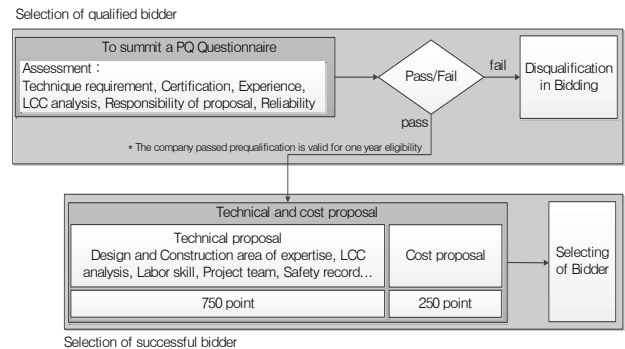 Selection of qualified bidder
To summit a PQ Questionnaire
Assessment :
Technique requirement, Certification, Experience,
LCC analysis, Responsibility of proposal, Reliability
Pass/Fail
fail
Disqualification
in Bidding
pass
* The company passed prequalification is valid for one year eligibility
Technical and cost proposal
Technical proposal
Design and Construction area of expertise, LCC
analysis, Labor skill, Project team, Safety record...
Cost proposal
750 point
250 point
Selecting
of Bidder
Selection of successful bidder